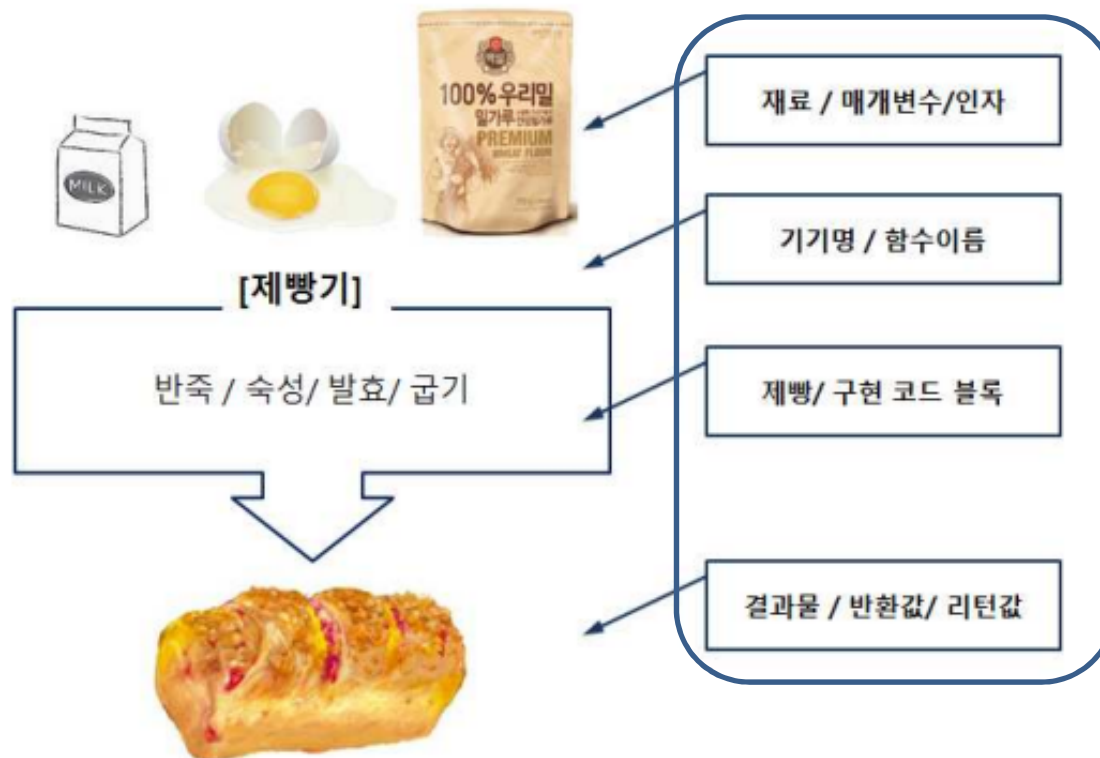 100%우리밀
밀가루
PREMIUM
WHEAT FLOUR
MILK
재료 / 매개변수/인자
기기명 / 함수이름
[제빵기]
반죽 / 숙성/ 발효/ 굽기
제빵/ 구현 코드 블록
결과물 / 반환값/ 리턴값